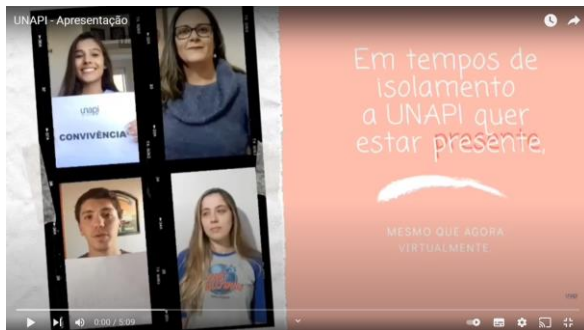 UNAPI - Apresentação
unapi
CONVIVÊNCIA
Em tempos de
isolamento
a UNAPI quer
estar presente.
MESMO QUE AGORA
VIRTUALMENTE.
0:00 / 5:09